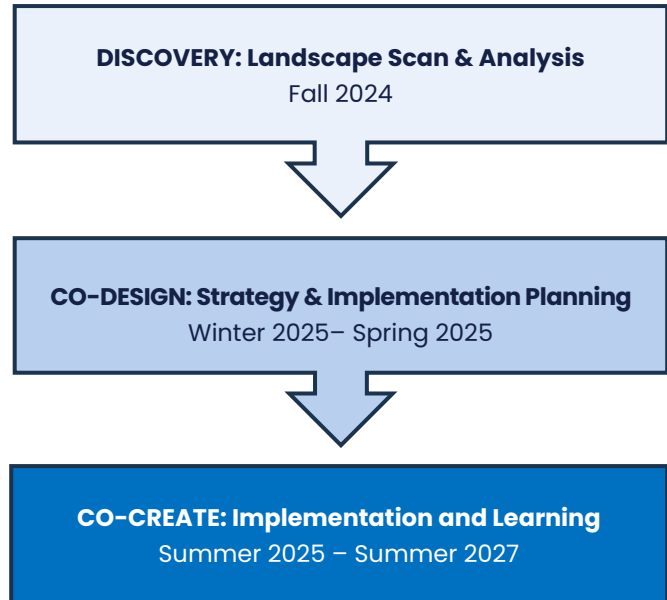 DISCOVERY: Landscape Scan & Analysis
Fall 2024
CO-DESIGN: Strategy & Implementation Planning
Winter 2025– Spring 2025
CO-CREATE: Implementation and Learning
Summer 2025 – Summer 2027